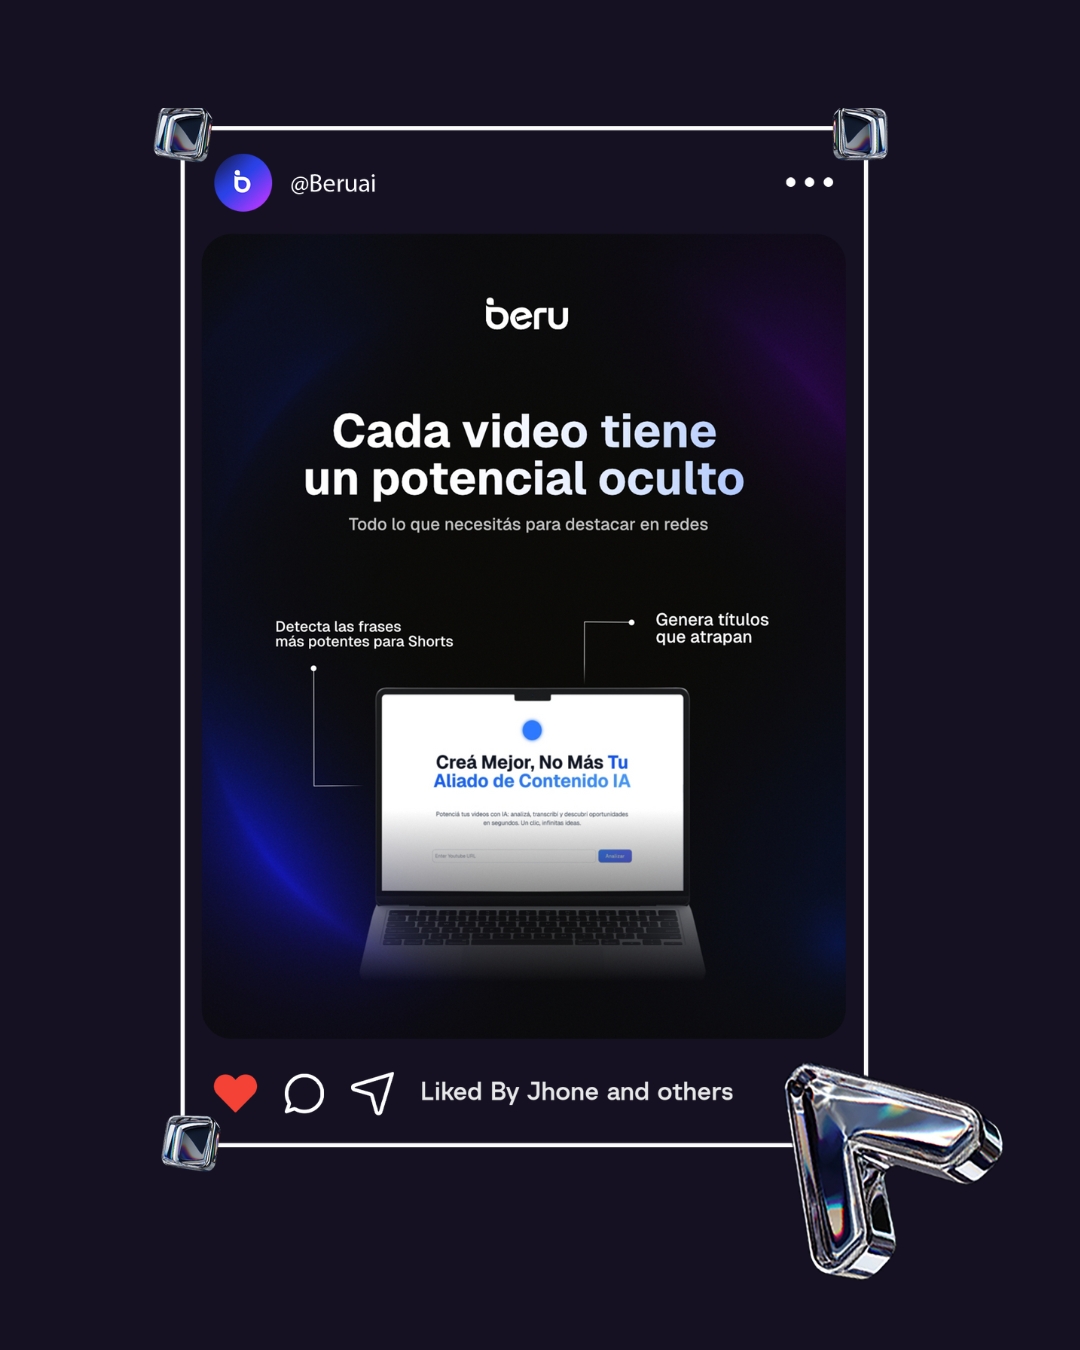 @Beruai
beru
Cada video tiene
un potencial oculto
Todo lo que necesitás para destacar en redes
Detecta las frases
más potentes para Shorts
Genera títulos
que atrapan
Creá Mejor, No Más Tu
Aliado de Contenido IA
Potenciá tus videos con IA: analizá, transcribí y descubrí oportunidades
en segundos. Un clic, infinitas ideas.
Enter Youtube URL
Analizar
Liked By Jhone and others